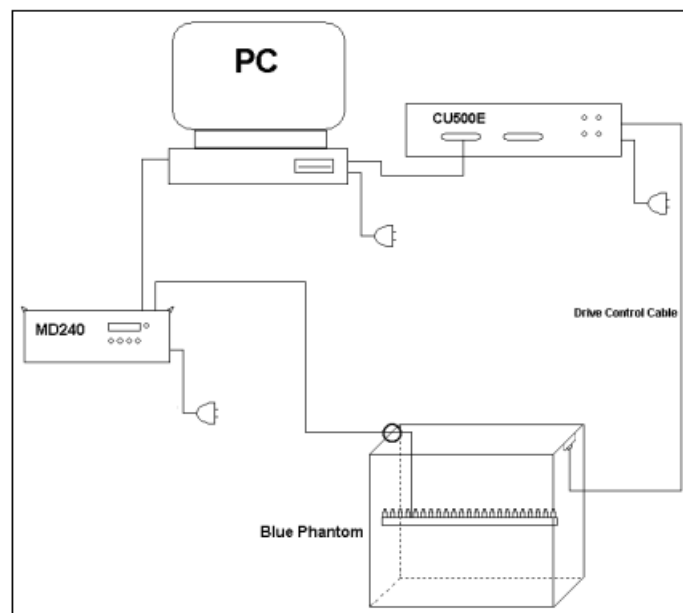 PC
CU500E
MD240
Drive Control Cable
Blue Phantom